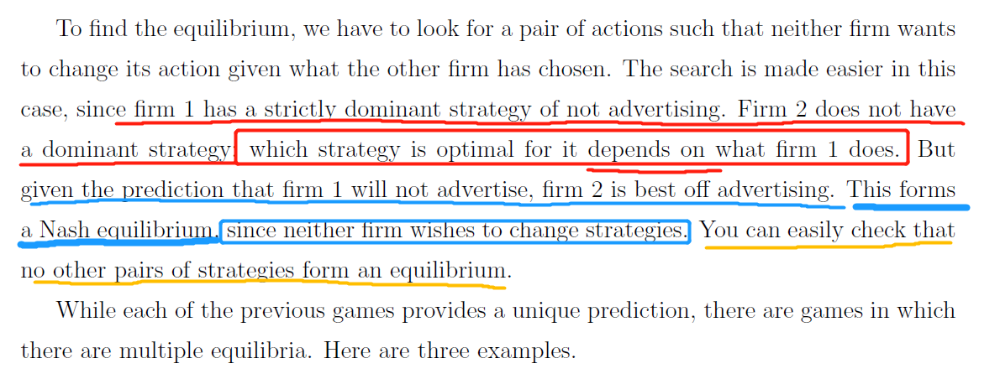 To find the equilibrium, we have to look for a pair of actions such that neither firm wants
to change its action given what the other firm has chosen. The search is made easier in this
case, since firm 1 has a strictly dominant strategy of not advertising. Firm 2 does not have
a dominant strategy; which strategy is optimal for it depends on what firm 1 does. But
given the prediction that firm 1 will not advertise, firm 2 is best off advertising. This forms
a Nash equilibrium, since neither firm wishes to change strategies. You can easily check that
no other pairs of strategies form an equilibrium.
While each of the previous games provides a unique prediction, there are games in which
there are multiple equilibria. Here are three examples.